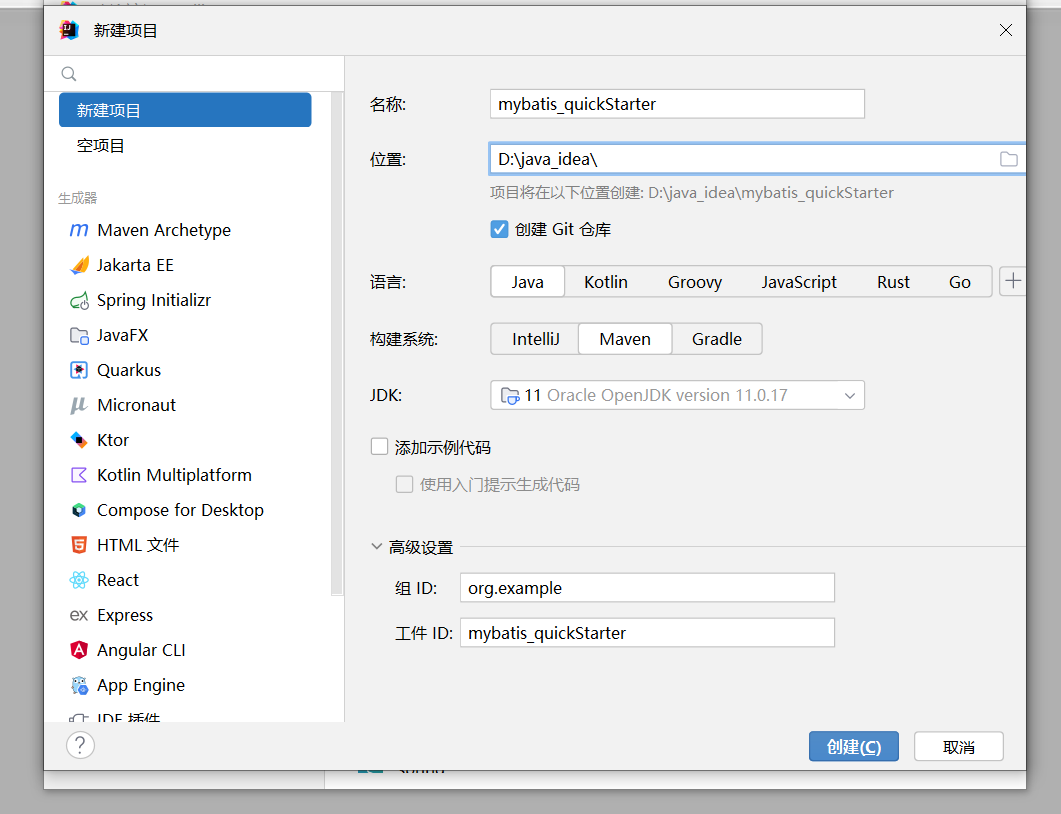 新建项目
新建项目
空项目
生成器
Maven Archetype
Jakarta EE
Spring Initializr
JavaFX
Quarkus
Micronaut
Ktor
Kotlin Multiplatform
Compose for Desktop
HTML 文件
React
ex Express
Angular CLI
App Engine
IDE 插件
名称: mybatis_quickStarter
位置: D:\java_idea\
项目将在以下位置创建: D:\java_idea\mybatis_quickStarter
创建 Git 仓库
语言: Java Kotlin Groovy JavaScript Rust Go
构建系统: IntelliJ Maven Gradle
JDK: 11 Oracle OpenJDK version 11.0.17
添加示例代码
使用入门提示生成代码
高级设置
组 ID: org.example
工件 ID: mybatis_quickStarter
? 创建(C) 取消